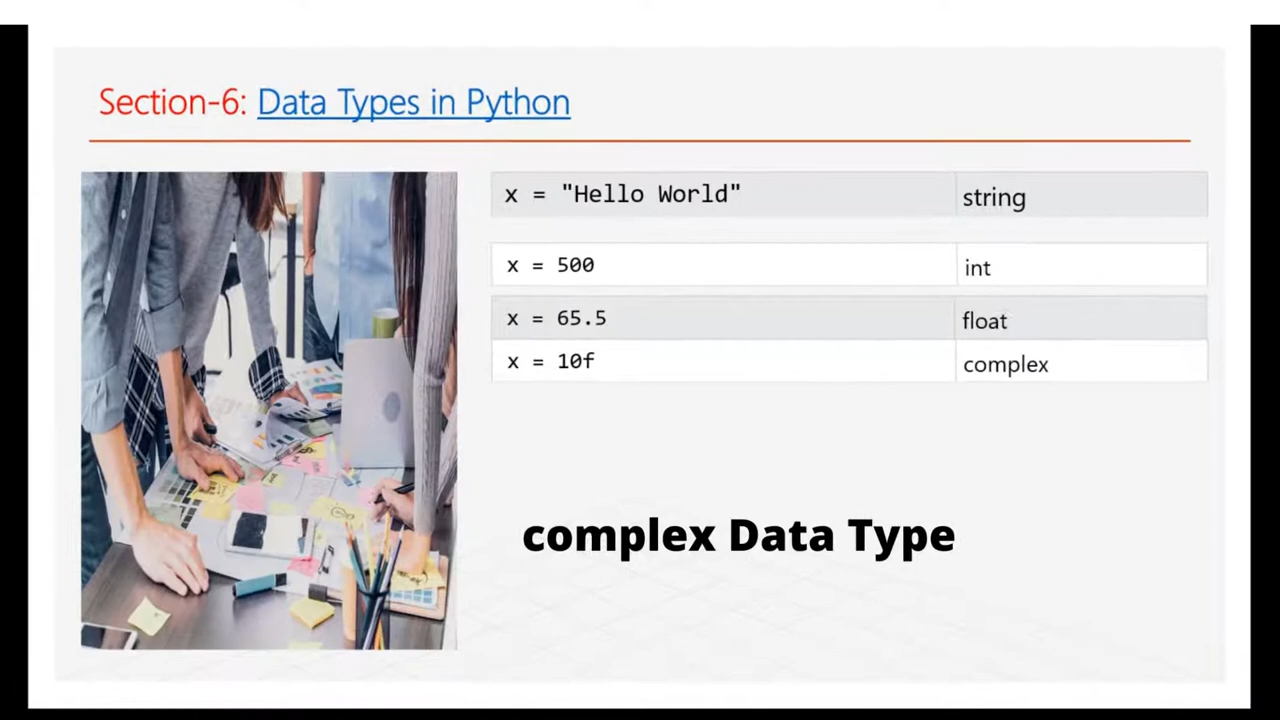 Section-6: Data Types in Python
x = "Hello World" string
x = 500 int
x = 65.5 float
x = 10f complex
complex Data Type